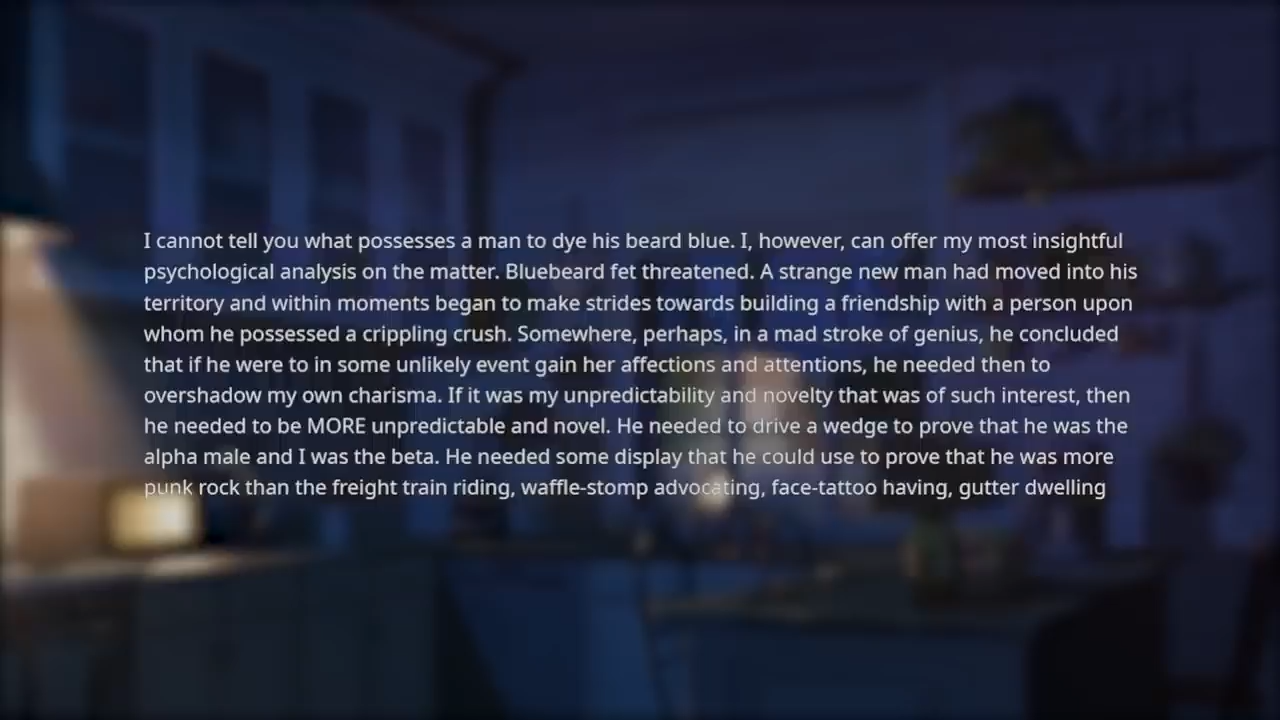 I cannot tell you what possesses a man to dye his beard blue. I, however, can offer my most insightful
psychological analysis on the matter. Bluebeard fet threatened. A strange new man had moved into his
territory and within moments began to make strides towards building a friendship with a person upon
whom he possessed a crippling crush. Somewhere, perhaps, in a mad stroke of genius, he concluded
that if he were to in some unlikely event gain her affections and attentions, he needed then to
overshadow my own charisma. If it was my unpredictability and novelty that was of such interest, then
he needed to be MORE unpredictable and novel. He needed to drive a wedge to prove that he was the
alpha male and I was the beta. He needed some display that he could use to prove that he was more
punk rock than the freight train riding, waffle-stomp advocating, face-tattoo having, gutter dwelling